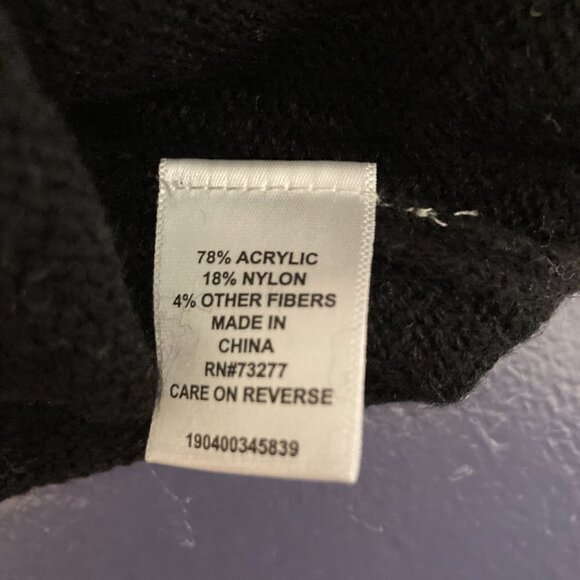 78% ACRYLIC
18% NYLON
4% OTHER FIBERS
MADE IN
CHINA
RN#73277
CARE ON REVERSE
190400345839